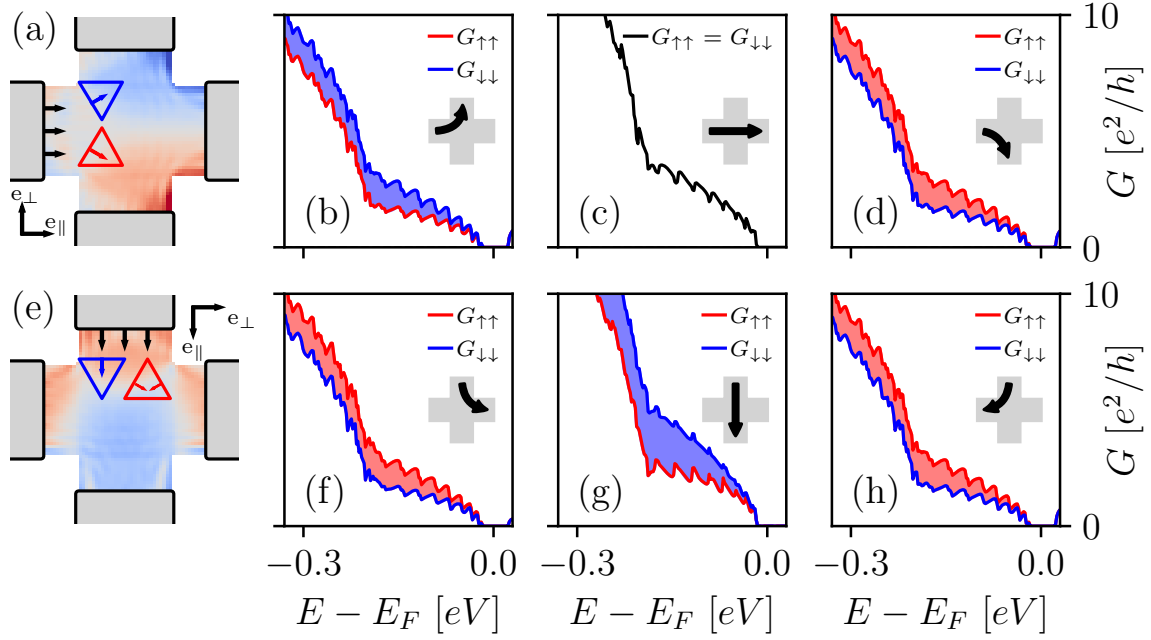 (a)
e⊥
e∥
G↑↑
G↓↓
(b)
G↑↑ = G↓↓
(c)
G↑↑
G↓↓
(d)
10
0
G [e²/h]
(e)
e⊥
e∥
G↑↑
G↓↓
(f)
−0.3
0.0
E − E_F [eV]
G↑↑
G↓↓
(g)
−0.3
0.0
E − E_F [eV]
G↑↑
G↓↓
(h)
−0.3
0.0
E − E_F [eV]
10
0
G [e²/h]